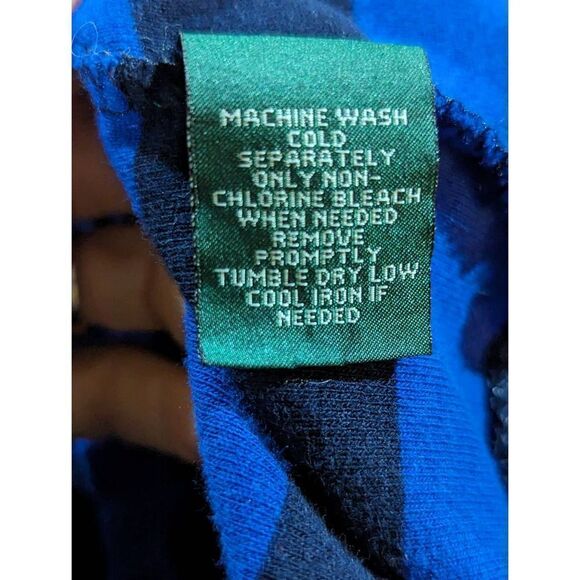 MACHINE WASH
COLD
SEPARATELY
ONLY NON-
CHLORINE BLEACH
WHEN NEEDED
REMOVE
PROMPTLY
TUMBLE DRY LOW
COOL IRON IF
NEEDED